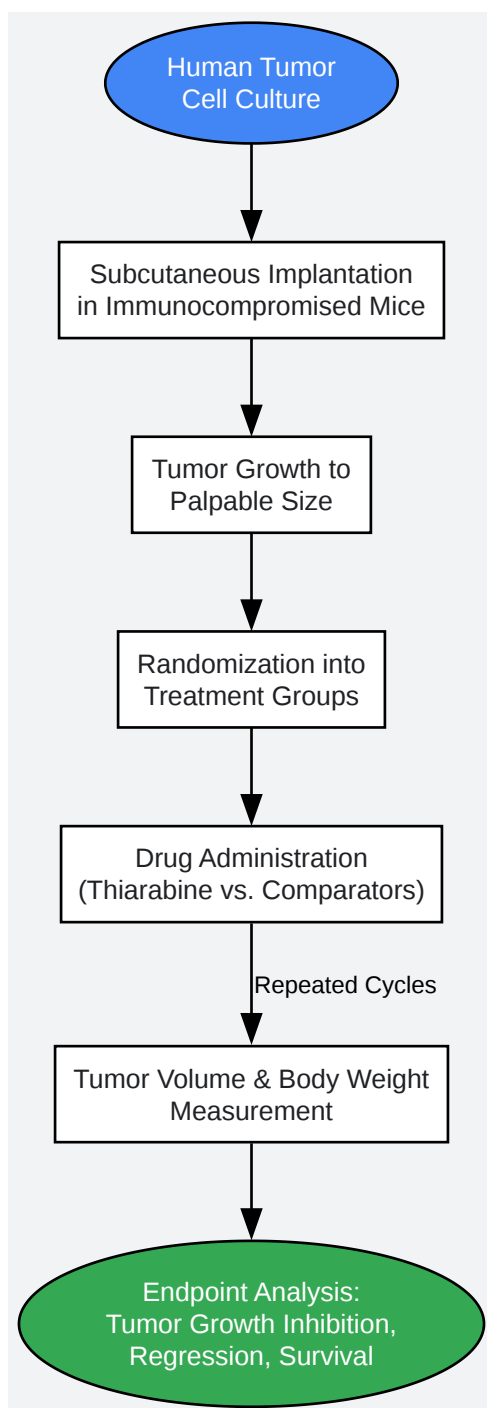 Human Tumor
Cell Culture
Subcutaneous Implantation
in Immunocompromised Mice
Tumor Growth to
Palpable Size
Randomization into
Treatment Groups
Drug Administration
(Thiarabine vs. Comparators)
Repeated Cycles
Tumor Volume & Body Weight
Measurement
Endpoint Analysis:
Tumor Growth Inhibition,
Regression, Survival